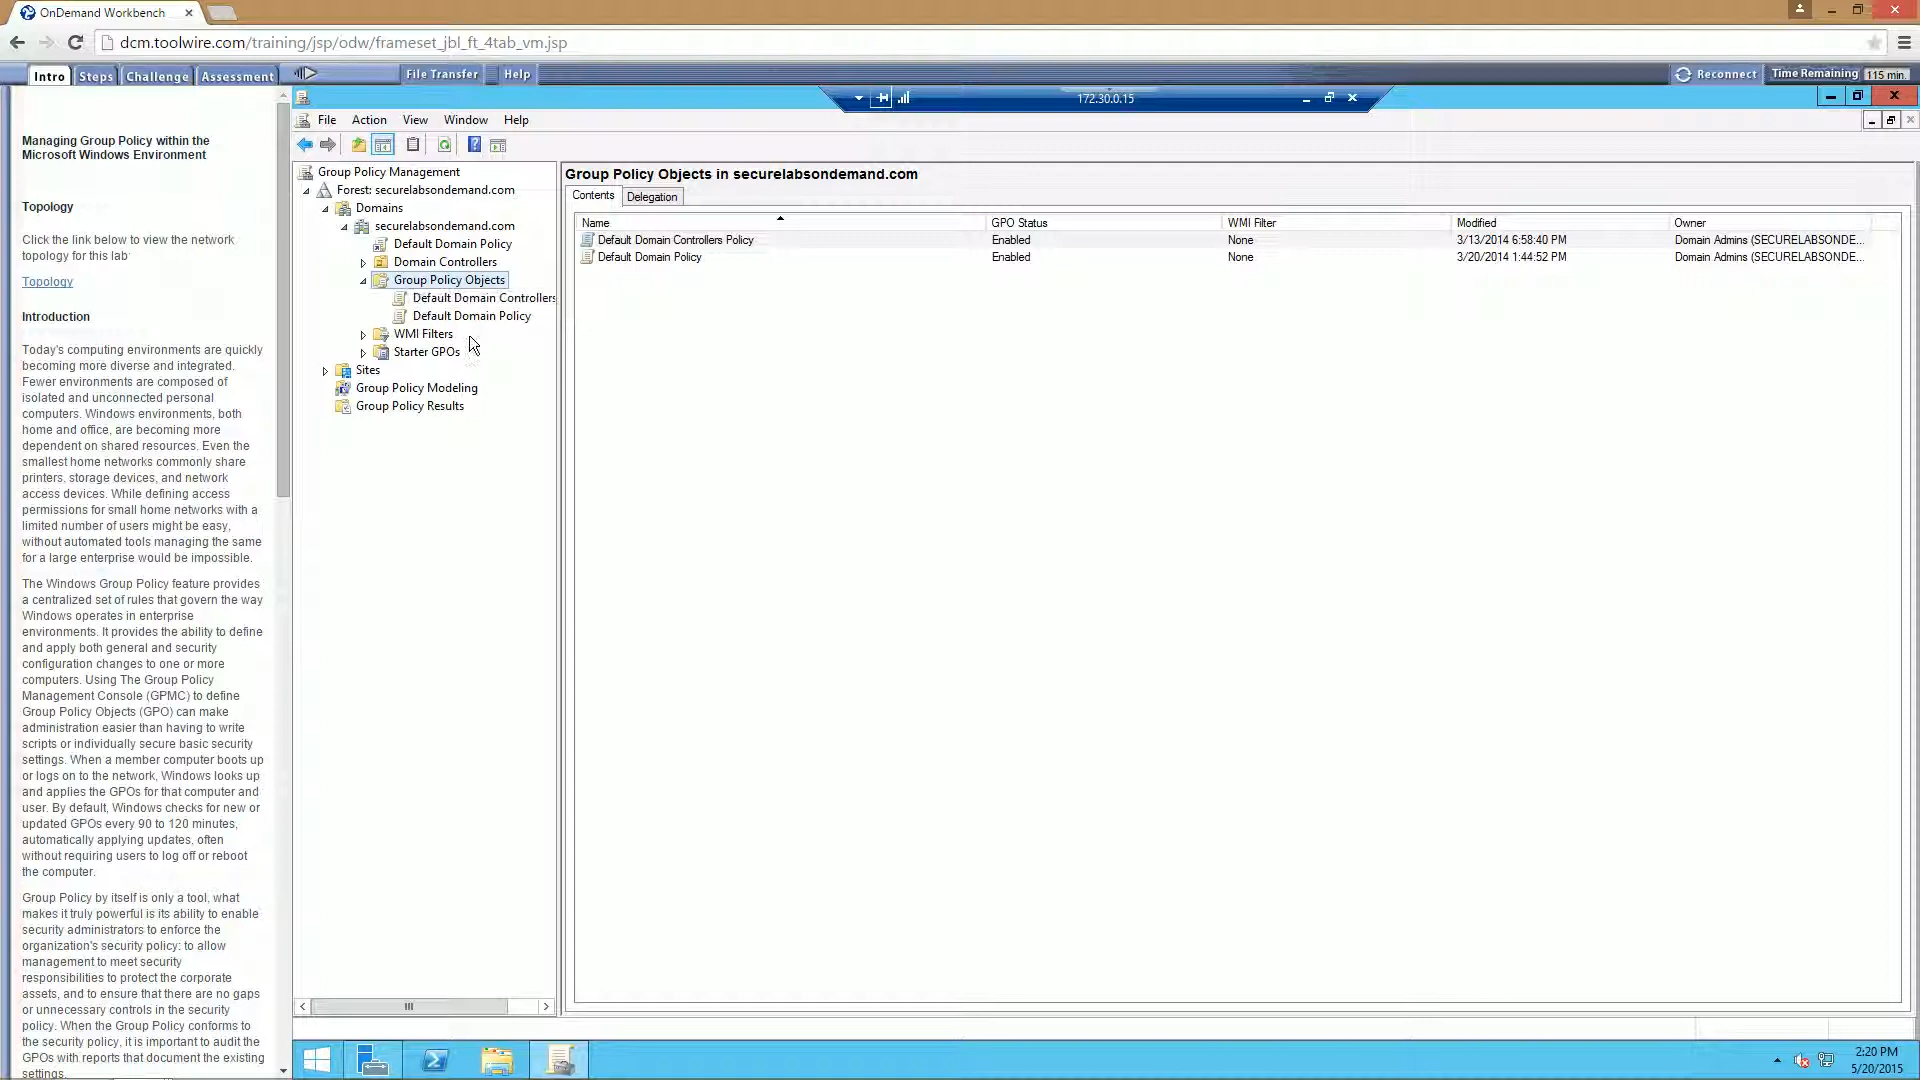 OnDemand Workbench
dcm.toolwire.com/training/jsp/odw/frameset_jbl_ft_4tab_vm.jsp
Intro Steps Challenge Assessment File Transfer Help Reconnect Time Remaining 115 min.
172.30.0.15
Managing Group Policy within the
Microsoft Windows Environment
Topology
Click the link below to view the network
topology for this lab
Topology
Introduction
Today's computing environments are quickly
becoming more diverse and integrated.
Fewer environments are composed of
isolated and unconnected personal
computers. Windows environments, both
home and office, are becoming more
dependent on shared resources. Even the
smallest home networks commonly share
printers, storage devices, and network
access devices. While defining access
permissions for small home networks with a
limited number of users might be easy,
without automated tools managing the same
for a large enterprise would be impossible.
The Windows Group Policy feature provides
a centralized set of rules that govern the way
Windows operates in enterprise
environments. It provides the ability to define
and apply both general and security
configuration changes to one or more
computers. Using The Group Policy
Management Console (GPMC) to define
Group Policy Objects (GPO) can make
administration easier than having to write
scripts or individually secure basic security
settings. When a member computer boots up
or logs on to the network, Windows looks up
and applies the GPOs for that computer and
user. By default, Windows checks for new or
updated GPOs every 90 to 120 minutes,
automatically applying updates, often
without requiring users to log off or reboot
the computer.
Group Policy by itself is only a tool, what
makes it truly powerful is its ability to enable
security administrators to enforce the
organization's security policy: to allow
management to meet security
responsibilities to protect the corporate
assets, and to ensure that there are no gaps
or unnecessary controls in the security
policy. When the Group Policy conforms to
the security policy, it is important to audit the
GPOs with reports that document the existing
settings.
File Action View Window Help
Group Policy Management
Forest: securelabsondemand.com
Domains
securelabsondemand.com
Default Domain Policy
Domain Controllers
Group Policy Objects
Default Domain Controllers
Default Domain Policy
WMI Filters
Starter GPOs
Sites
Group Policy Modeling
Group Policy Results
Group Policy Objects in securelabsondemand.com
Contents Delegation
Name GPO Status WMI Filter Modified Owner
Default Domain Controllers Policy Enabled None 3/13/2014 6:58:40 PM Domain Admins (SECURELABSONDE...
Default Domain Policy Enabled None 3/20/2014 1:44:52 PM Domain Admins (SECURELABSONDE...
2:20 PM
5/20/2015